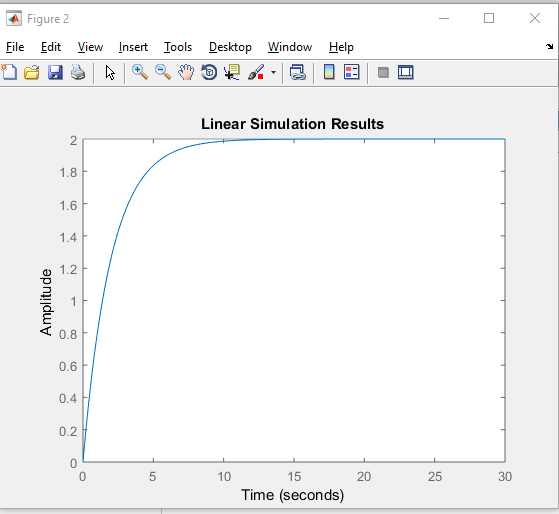 Figure 2
File Edit View Insert Tools Desktop Window Help
Linear Simulation Results
2
1.8
1.6
1.4
1.2
1
0.8
0.6
0.4
0.2
0
Amplitude
0 5 10 15 20 25 30
Time (seconds)